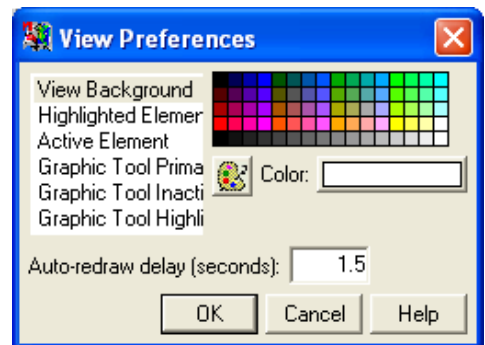 View Preferences
View Background
Highlighted Elemer
Active Element
Graphic Tool Prima
Graphic Tool Inacti
Graphic Tool Highli
Color:
Auto-redraw delay (seconds): 1.5
OK Cancel Help